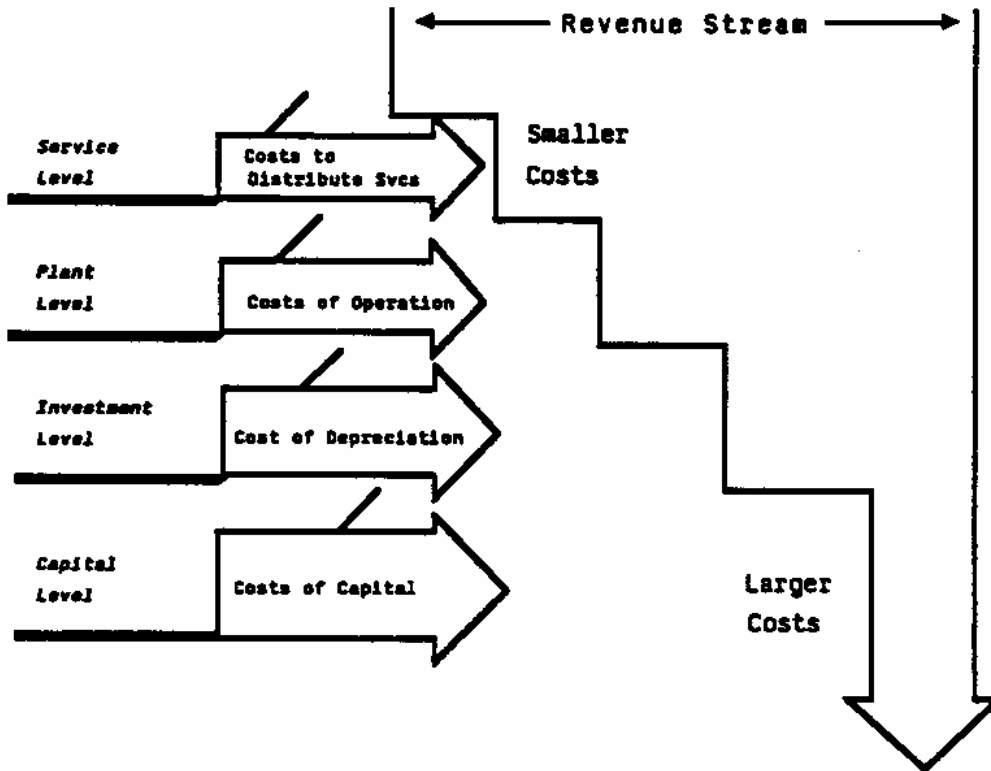 Revenue Stream
Service
Level
Costs to
Distribute Svcs
Smaller
Costs
Plant
Level
Costs of Operation
Investment
Level
Cost of Depreciation
Capital
Level
Costs of Capital
Larger
Costs